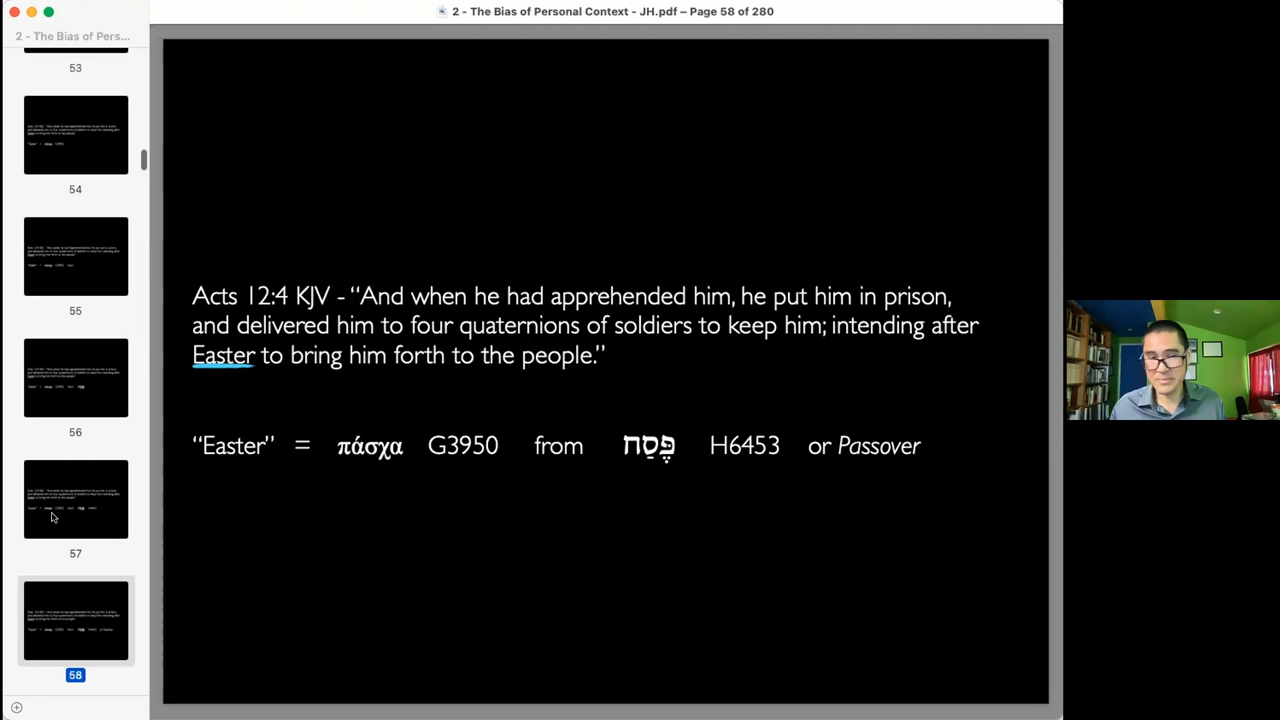 2 - The Bias of Personal Context - JH.pdf – Page 58 of 280
2 - The Bias of Pers...
53
54
55
56
57
58
Acts 12:4 KJV - “And when he had apprehended him, he put him in prison,
and delivered him to four quaternions of soldiers to keep him; intending after
Easter to bring him forth to the people.”
“Easter” = πάσχα G3950 from פֶּסַח H6453 or Passover